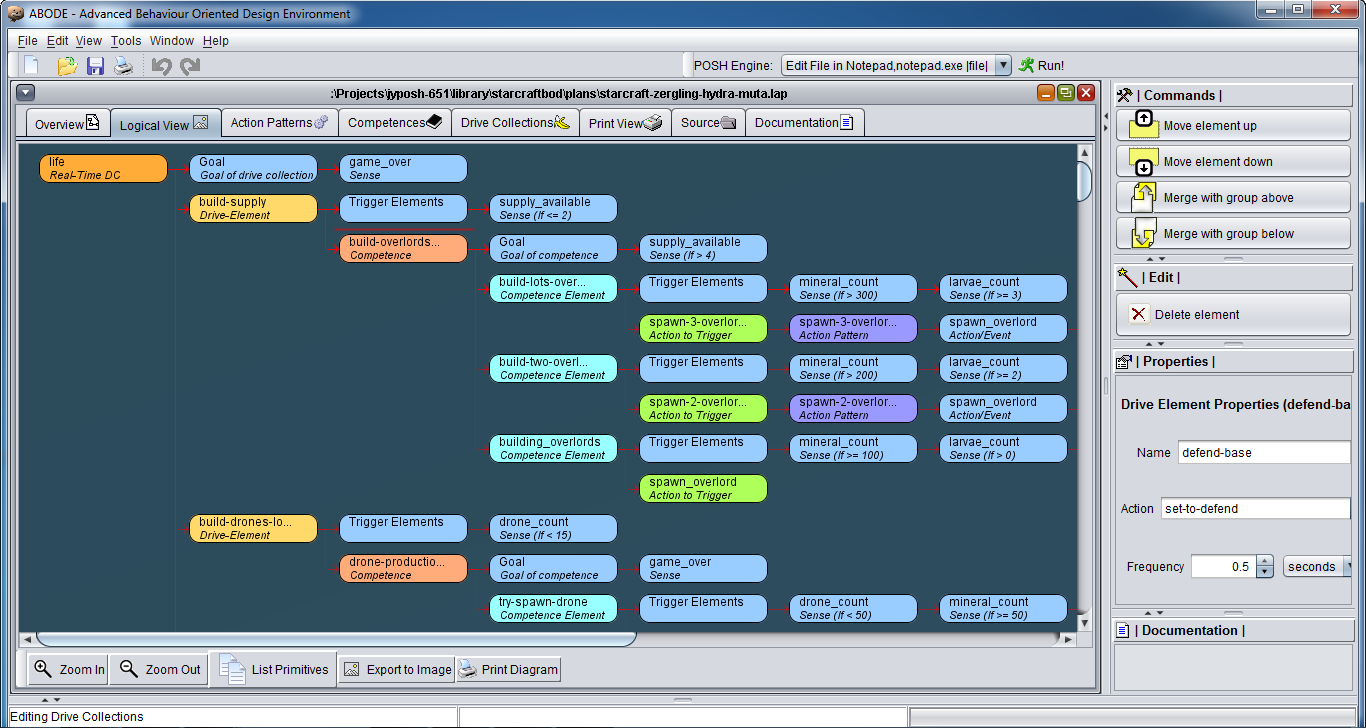 ABODE - Advanced Behaviour Oriented Design Environment
File Edit View Tools Window Help
POSH Engine: Edit File in Notepad,notepad.exe |file| Run!
:\Projects\jyposh-651\library\starcraftbod\plans\starcraft-zergling-hydra-muta.lap
Overview Logical View Action Patterns Competences Drive Collections Print View Source Documentation
life Goal game_over
Real-Time DC Goal of drive collection Sense
build-supply Trigger Elements supply_available
Drive-Element Sense (If <= 2)
build-overlords... Goal supply_available
Competence Goal of competence Sense (If > 4)
build-lots-over... Trigger Elements mineral_count larvae_count
Competence Element Sense (If > 300) Sense (If >= 3)
spawn-3-overlor... spawn-3-overlor... spawn_overlord
Action to Trigger Action Pattern Action/Event
build-two-overl... Trigger Elements mineral_count larvae_count
Competence Element Sense (If > 200) Sense (If >= 2)
spawn-2-overlor... spawn-2-overlor... spawn_overlord
Action to Trigger Action Pattern Action/Event
building_overlords Trigger Elements mineral_count larvae_count
Competence Element Sense (If >= 100) Sense (If > 0)
spawn_overlord
Action to Trigger
build-drones-lo... Trigger Elements drone_count
Drive-Element Sense (If < 15)
drone-productio... Goal game_over
Competence Goal of competence Sense
try-spawn-drone Trigger Elements drone_count mineral_count
Competence Element Sense (If < 50) Sense (If >= 50)
Zoom In Zoom Out List Primitives Export to Image Print Diagram
Editing Drive Collections
| Commands |
Move element up
Move element down
Merge with group above
Merge with group below
| Edit |
Delete element
| Properties |
Drive Element Properties (defend-ba
Name defend-base
Action set-to-defend
Frequency 0.5 seconds
| Documentation |